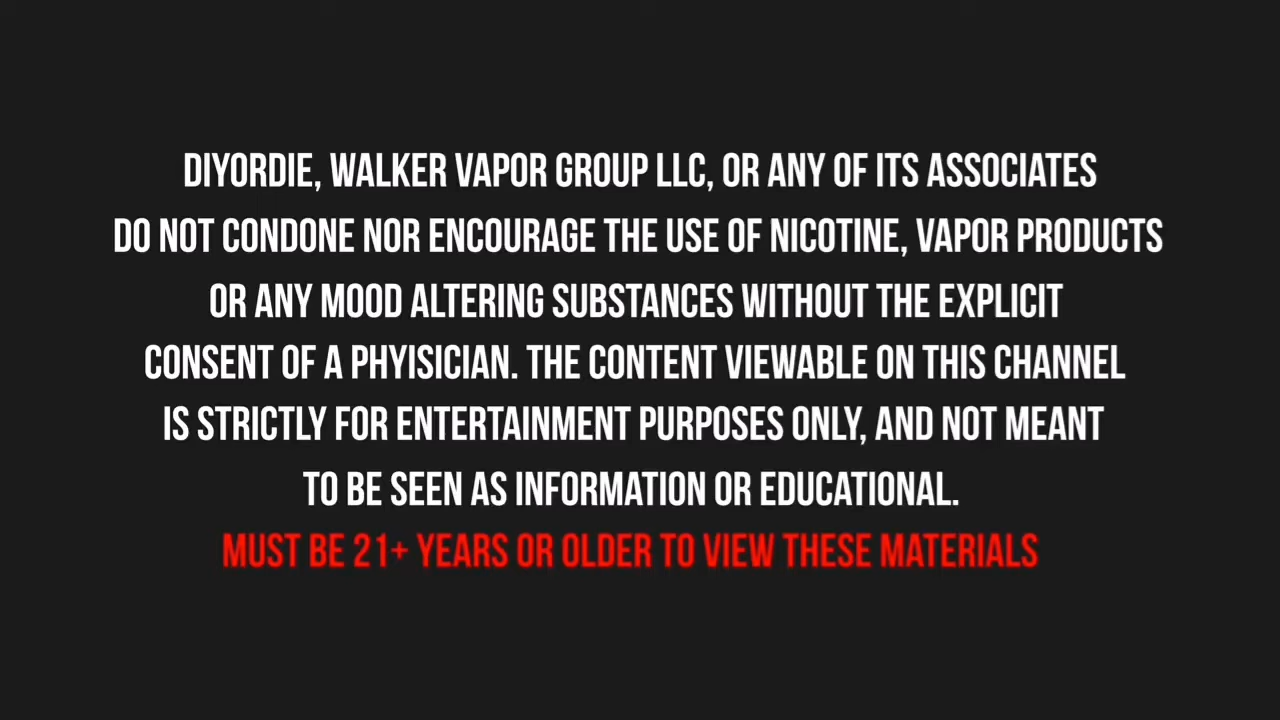 DIYORDIE, WALKER VAPOR GROUP LLC, OR ANY OF ITS ASSOCIATES
DO NOT CONDONE NOR ENCOURAGE THE USE OF NICOTINE, VAPOR PRODUCTS
OR ANY MOOD ALTERING SUBSTANCES WITHOUT THE EXPLICIT
CONSENT OF A PHYISICIAN. THE CONTENT VIEWABLE ON THIS CHANNEL
IS STRICTLY FOR ENTERTAINMENT PURPOSES ONLY, AND NOT MEANT
TO BE SEEN AS INFORMATION OR EDUCATIONAL.
MUST BE 21+ YEARS OR OLDER TO VIEW THESE MATERIALS